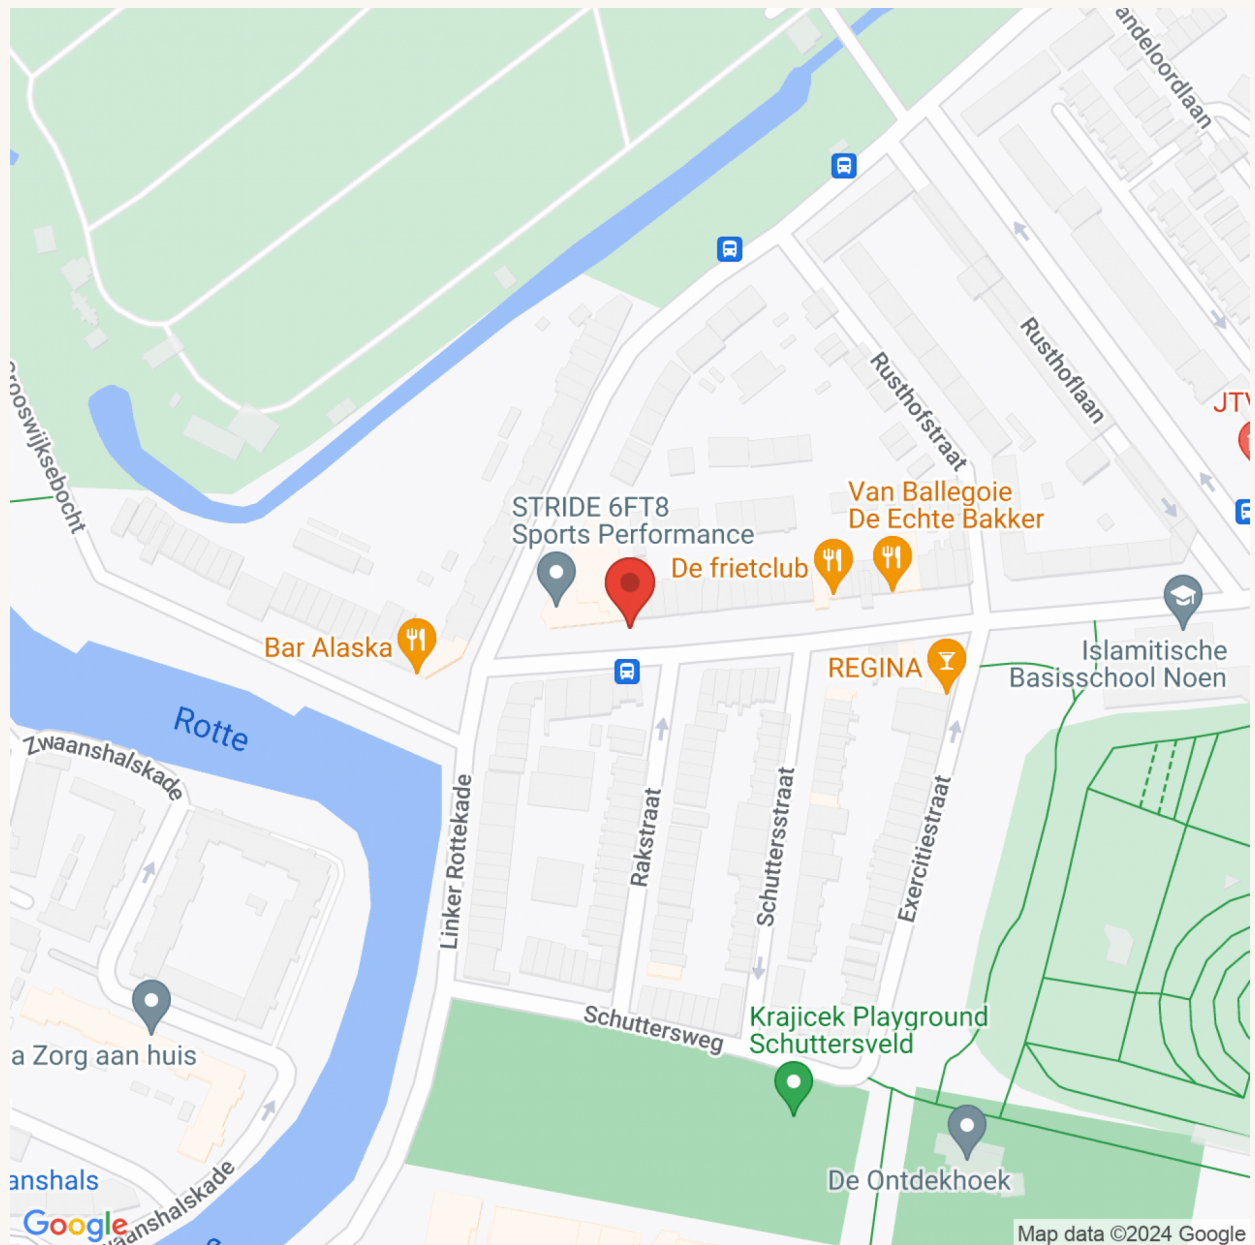 andeloordlaan
Rusthoflaan
Rusthofstraat
JTV
Crooswijksebocht
STRIDE 6FT8
Sports Performance
Van Ballegoie
De Echte Bakker
De frietclub
Bar Alaska
REGINA
Islamitische
Basisschool Noen
Rotte
Zwaanshalskade
Linker Rottekade
Rakstraat
Schuttersstraat
Exercitiestraat
Schuttersweg
Krajicek Playground
Schuttersveld
a Zorg aan huis
De Ontdekhoek
anshals
waanshalskade
Google
Map data ©2024 Google